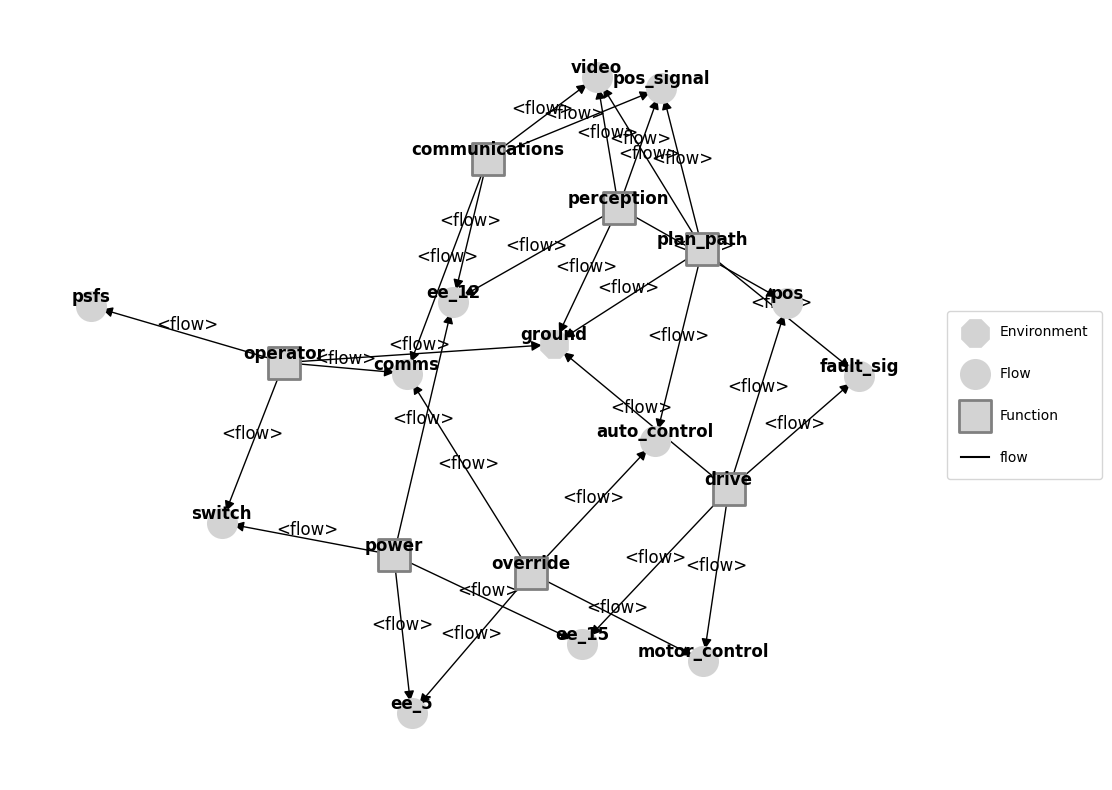 video
pos_signal
<flow>
<flow>
<flow>
<flow>
communications
<flow>
<flow>
perception
<flow>
plan_path
<flow>
<flow>
<flow>
<flow>
ee_12
pos
psfs
<flow>
<flow>
ground
<flow>
<flow>
operator
<flow>
comms
fault_sig
<flow>
<flow>
<flow>
<flow>
<flow>
auto_control
<flow>
drive
<flow>
<flow>
switch
<flow>
power
override
<flow>
<flow>
<flow>
<flow>
<flow>
<flow>
ee_15
motor_control
ee_5
Environment
Flow
Function
flow